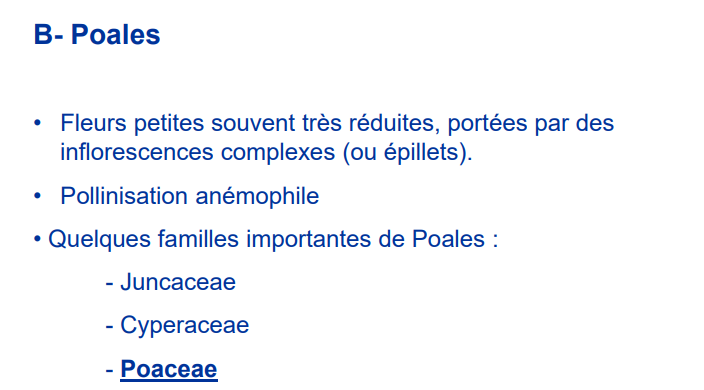 B- Poales
• Fleurs petites souvent très réduites, portées par des
inflorescences complexes (ou épillets).
• Pollinisation anémophile
• Quelques familles importantes de Poales :
- Juncaceae
- Cyperaceae
- Poaceae